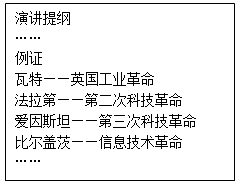 演讲提纲
……
例证
瓦特——英国工业革命
法拉第——第二次科技革命
爱因斯坦——第三次科技革命
比尔盖茨——信息技术革命
……